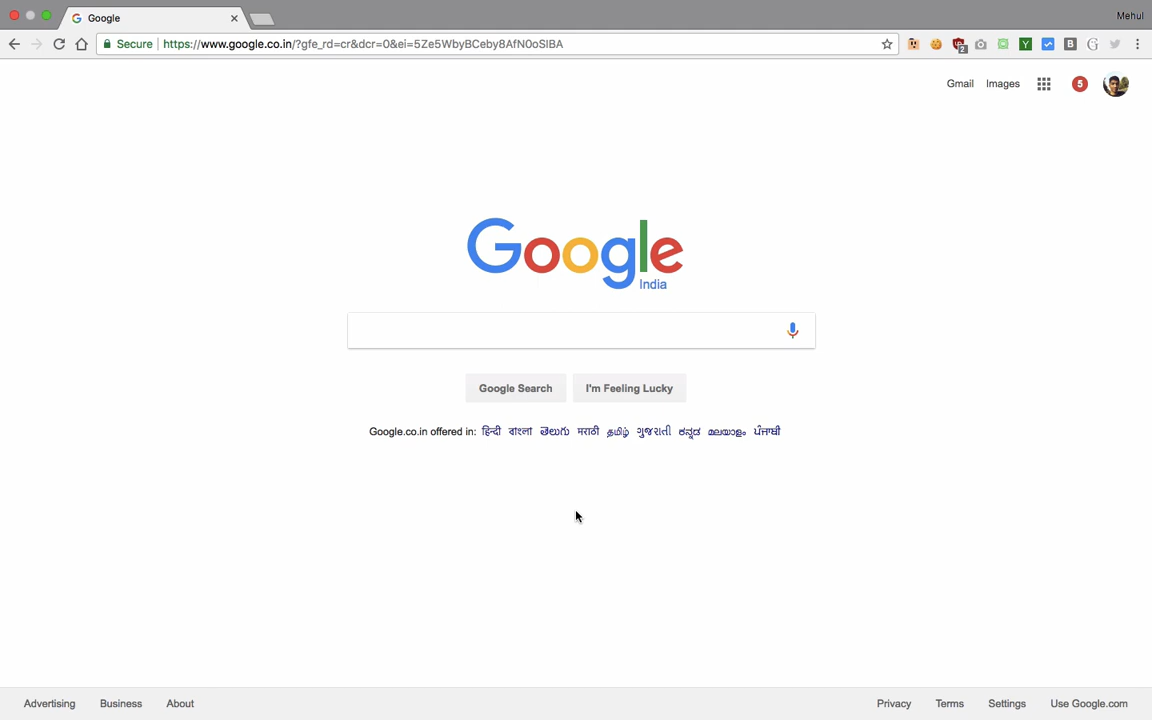 Google
Mehul
Secure https://www.google.co.in/?gfe_rd=cr&dcr=0&ei=5Ze5WbyBCeby8AfN0oSIBA
2
Y
B
G
Gmail Images 5
Google
India
Google Search I'm Feeling Lucky
Google.co.in offered in: हिन्दी বাংলা తెలుగు मराठी தமிழ் ગુજરાતી ಕನ್ನಡ മലയാളം ਪੰਜਾਬੀ
Advertising Business About Privacy Terms Settings Use Google.com